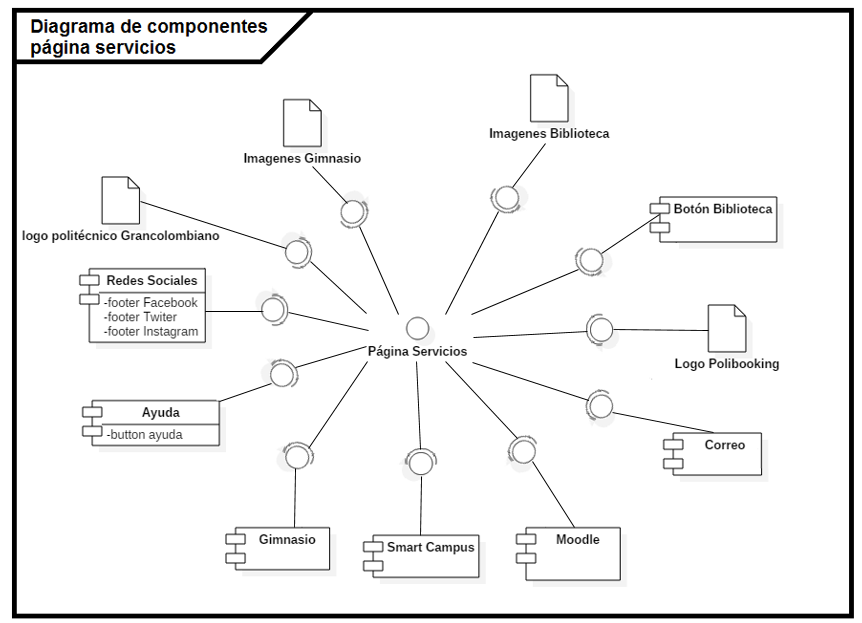 Diagrama de componentes
página servicios
Imagenes Biblioteca
Imagenes Gimnasio
logo politécnico Grancolombiano
Botón Biblioteca
Redes Sociales
-footer Facebook
-footer Twiter
-footer Instagram
Página Servicios
Logo Polibooking
Ayuda
-button ayuda
Correo
Gimnasio
Smart Campus
Moodle